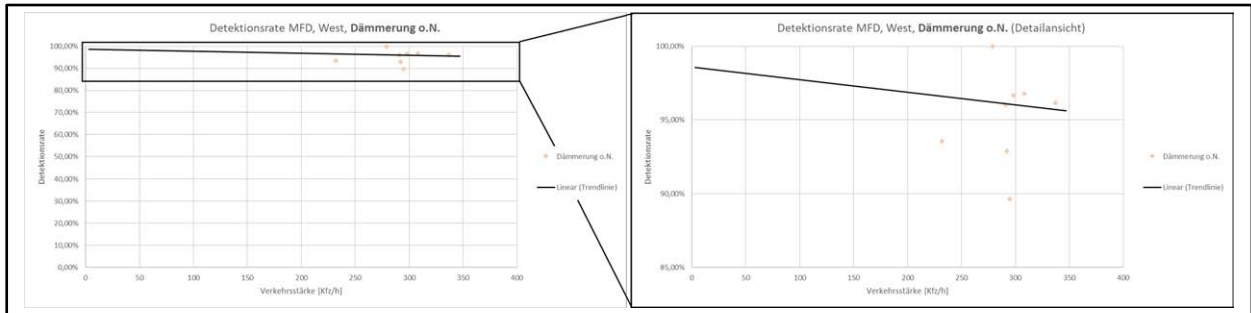 Detektionsrate MFD, West, Dämmerung o.N.
100,00%
90,00%
80,00%
70,00%
60,00%
50,00%
40,00%
30,00%
20,00%
10,00%
0,00%
Detektionsrate
0 50 100 150 200 250 300 350 400
Verkehrsstärke [Kfz/h]
Dämmerung o.N.
Linear (Trendlinie)
Detektionsrate MFD, West, Dämmerung o.N. (Detailansicht)
100,00%
95,00%
90,00%
85,00%
Detektionsrate
0 50 100 150 200 250 300 350 400
Verkehrsstärke [Kfz/h]
Dämmerung o.N.
Linear (Trendlinie)